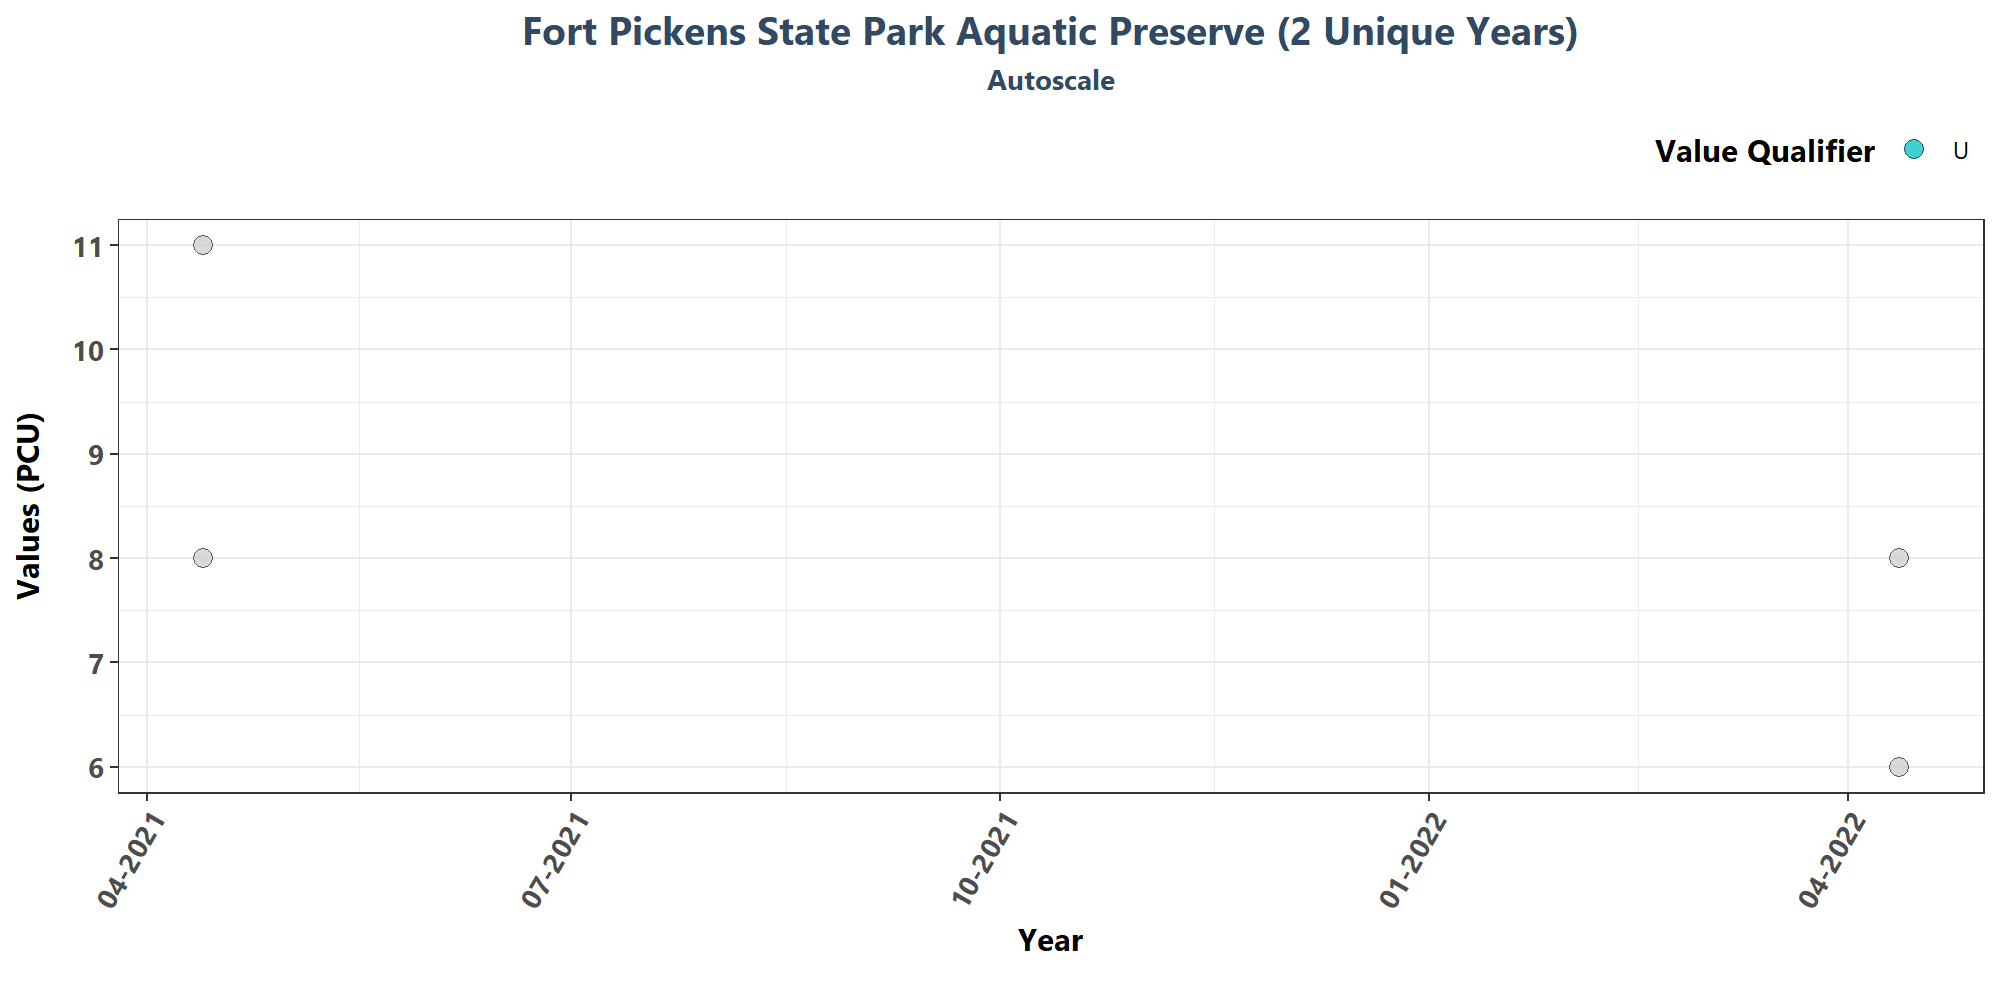 Fort Pickens State Park Aquatic Preserve (2 Unique Years)
Autoscale
Value Qualifier U
Values (PCU)
11
10
9
8
7
6
04-2021 07-2021 10-2021 01-2022 04-2022
Year